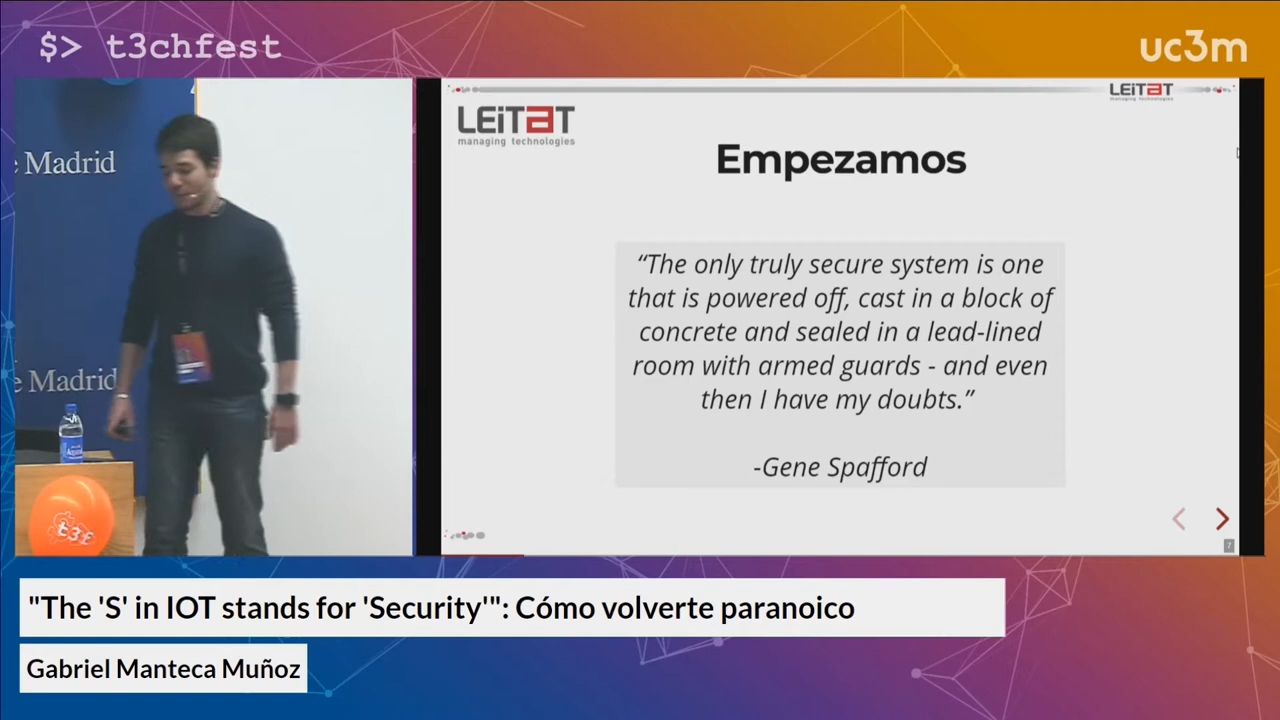 $> t3chfest
uc3m
Madrid
Madrid
t3f
LEITAT
managing technologies
LEITAT
managing technologies
Empezamos
“The only truly secure system is one
that is powered off, cast in a block of
concrete and sealed in a lead-lined
room with armed guards - and even
then I have my doubts.”
-Gene Spafford
7
"The 'S' in IOT stands for 'Security'": Cómo volverte paranoico
Gabriel Manteca Muñoz